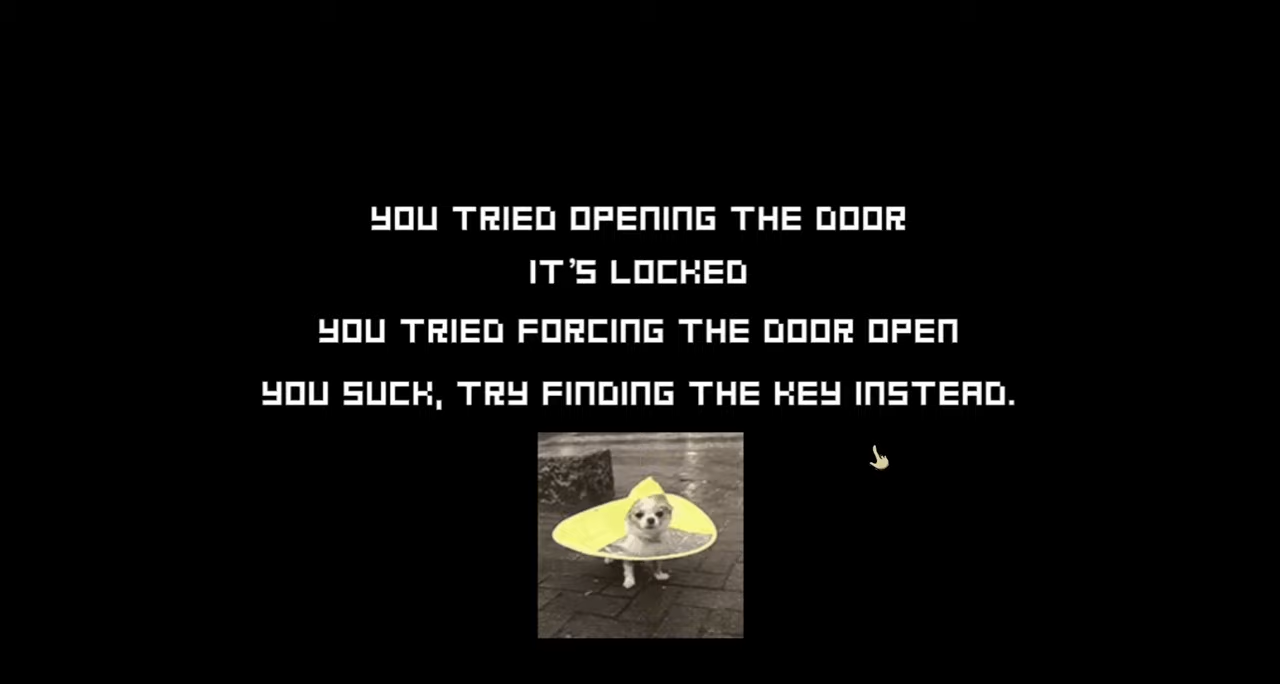 YOU TRIED OPENING THE DOOR
IT'S LOCKED
YOU TRIED FORCING THE DOOR OPEN
YOU SUCK, TRY FINDING THE KEY INSTEAD.